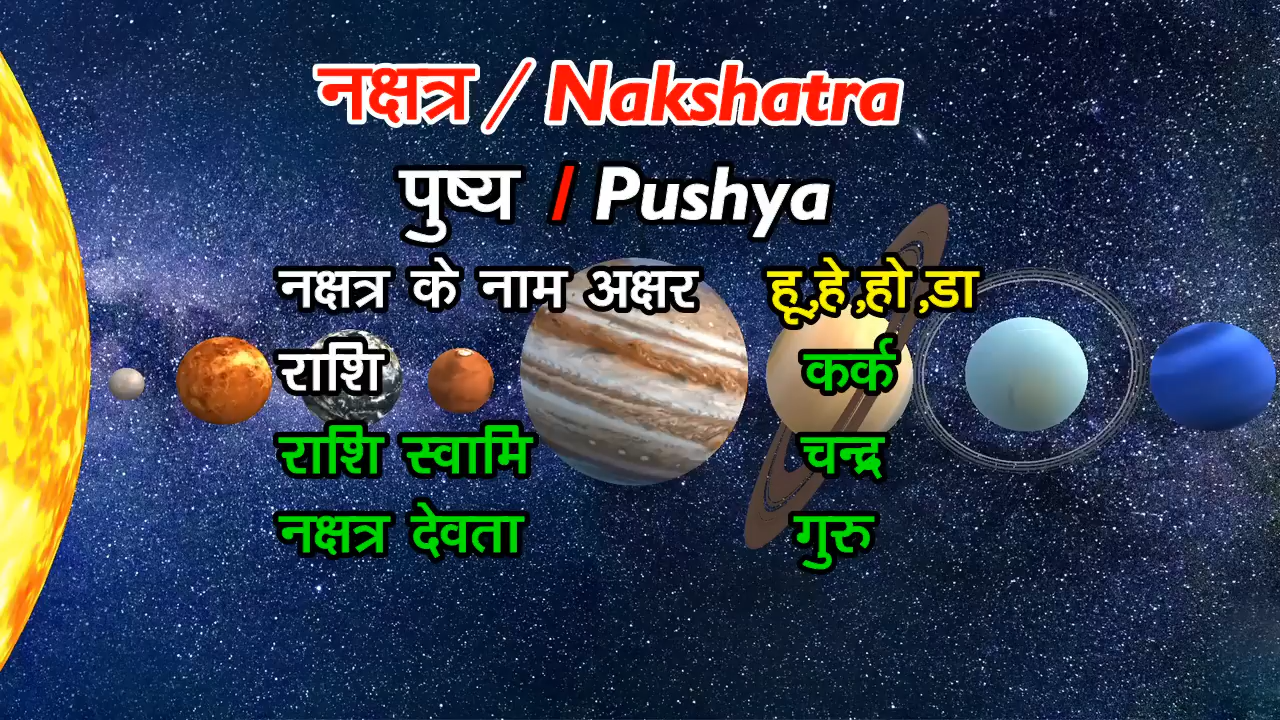 नक्षत्र / Nakshatra
पुष्य / Pushya
नक्षत्र के नाम अक्षर हू,हे,हो,डा
राशि कर्क
राशि स्वामि चन्द्र
नक्षत्र देवता गुरु